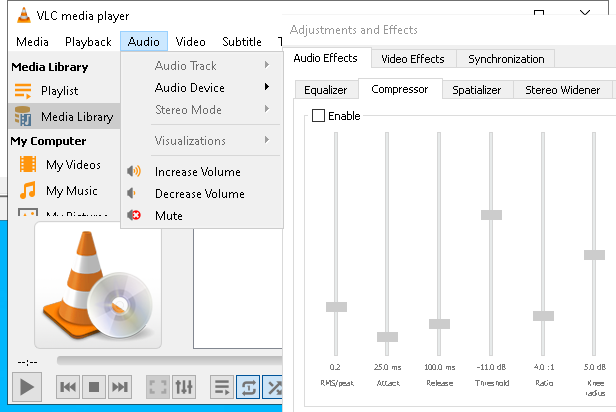 VLC media player
Media Playback Audio Video Subtitle T
Media Library
Playlist
Media Library
My Computer
My Videos
My Music
My Pictures
Audio Track
Audio Device
Stereo Mode
Visualizations
Increase Volume
Decrease Volume
Mute
--:--
Adjustments and Effects
Audio Effects Video Effects Synchronization
Equalizer Compressor Spatializer Stereo Widener
Enable
0.2 25.0 ms 100.0 ms -11.0 dB 4.0 :1 5.0 dB
RMS/peak Attack Release Threshold Ratio Knee
radius